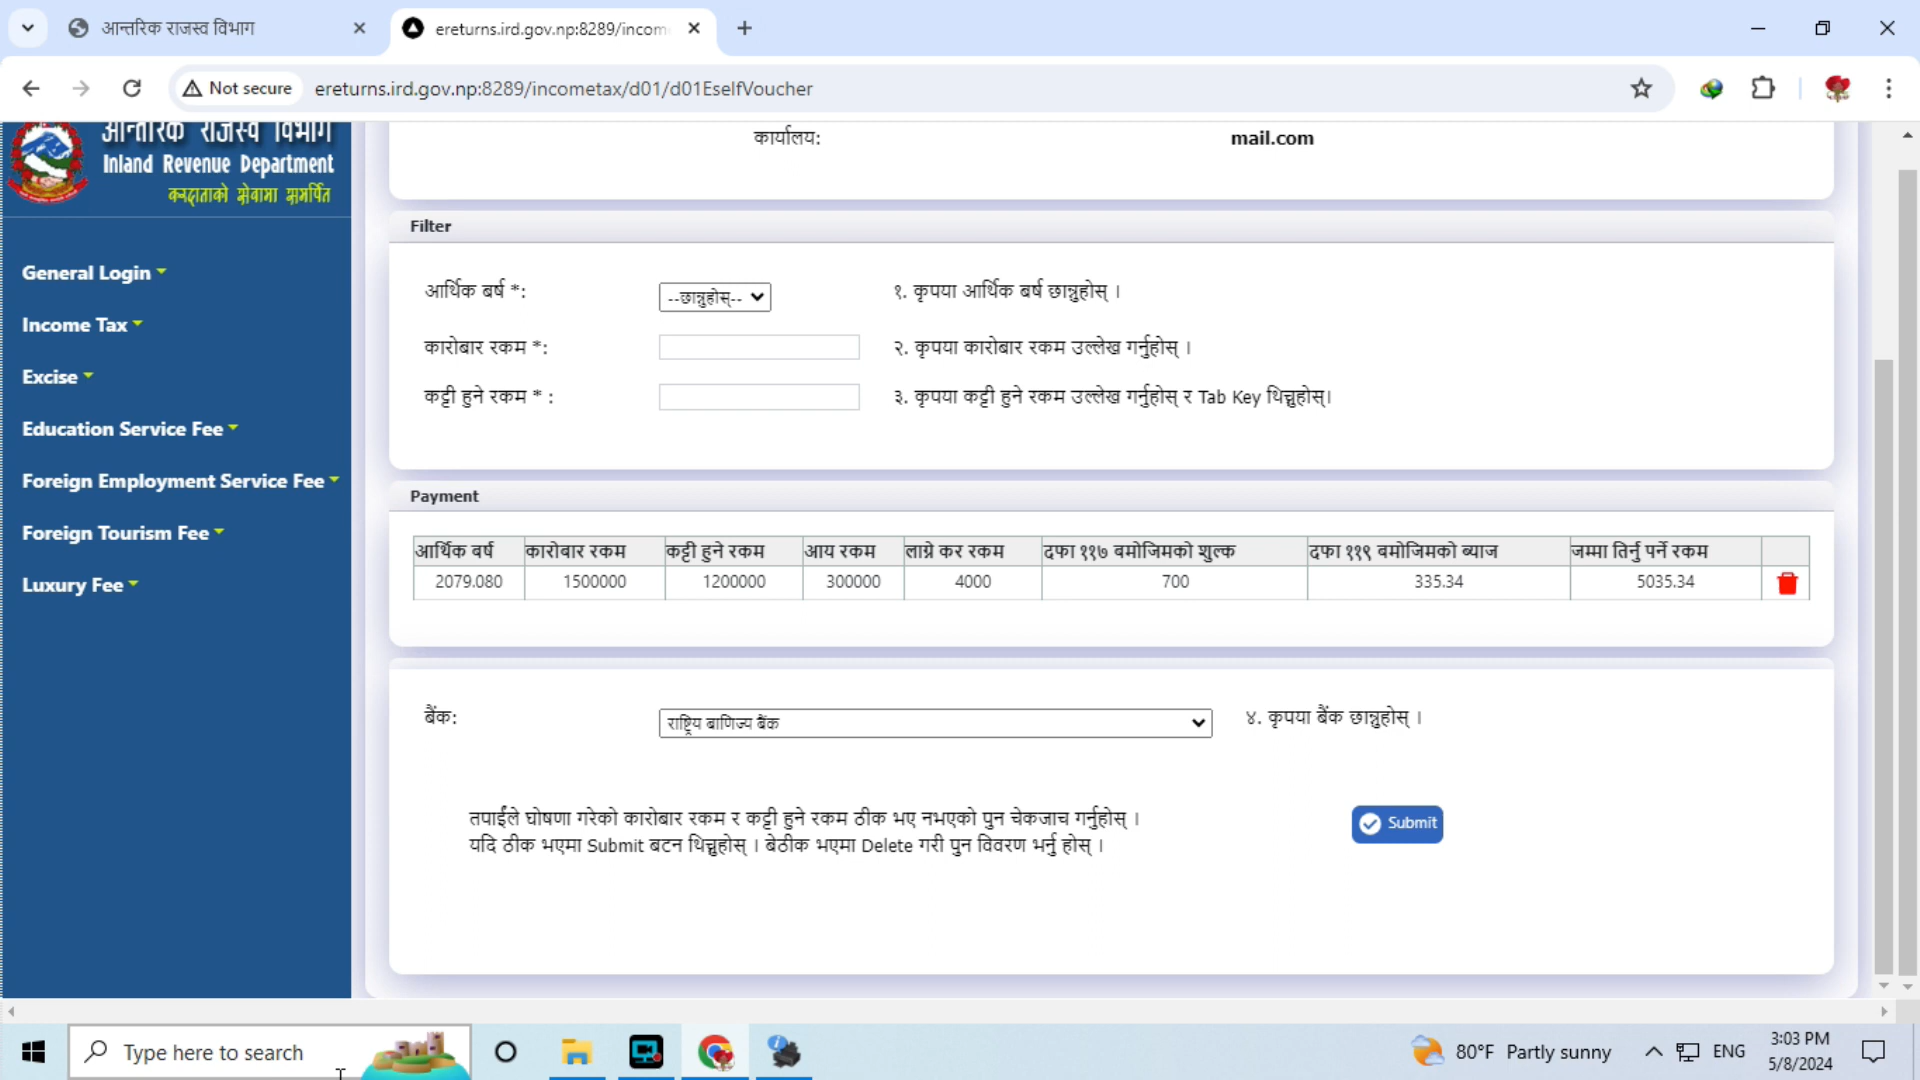 आन्तरिक राजस्व विभाग
ereturns.ird.gov.np:8289/incom
Not secure
ereturns.ird.gov.np:8289/incometax/d01/d01EselfVoucher
आन्तरिक राजस्व विभाग
Inland Revenue Department
करदाताको सेवामा समर्पित
General Login
Income Tax
Excise
Education Service Fee
Foreign Employment Service Fee
Foreign Tourism Fee
Luxury Fee
कार्यालय:
mail.com
Filter
आर्थिक बर्ष *:
--छान्नुहोस्--
१. कृपया आर्थिक बर्ष छान्नुहोस् ।
कारोबार रकम *:
२. कृपया कारोबार रकम उल्लेख गर्नुहोस् ।
कट्टी हुने रकम * :
३. कृपया कट्टी हुने रकम उल्लेख गर्नुहोस् र Tab Key थिच्नुहोस्।
Payment
आर्थिक बर्ष कारोबार रकम कट्टी हुने रकम आय रकम लाग्ने कर रकम दफा ११७ बमोजिमको शुल्क दफा ११९ बमोजिमको ब्याज जम्मा तिर्नु पर्ने रकम
2079.080 1500000 1200000 300000 4000 700 335.34 5035.34
बैंक:
राष्ट्रिय बाणिज्य बैंक
४. कृपया बैंक छान्नुहोस् ।
तपाईंले घोषणा गरेको कारोबार रकम र कट्टी हुने रकम ठीक भए नभएको पुन चेकजाच गर्नुहोस् ।
यदि ठीक भएमा Submit बटन थिच्नुहोस् । बेठीक भएमा Delete गरी पुन विवरण भर्नु होस् ।
Submit
Type here to search
80°F Partly sunny
ENG
3:03 PM
5/8/2024